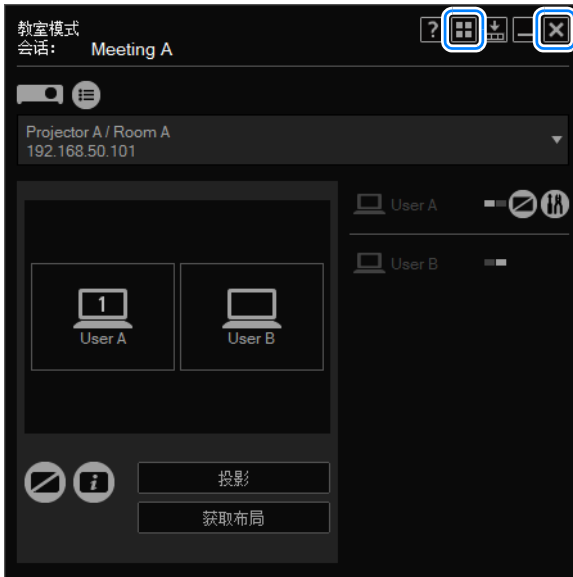 教室模式
会话: Meeting A
?
Projector A / Room A
192.168.50.101
User A
User B
1
User A
User B
i
投影
获取布局